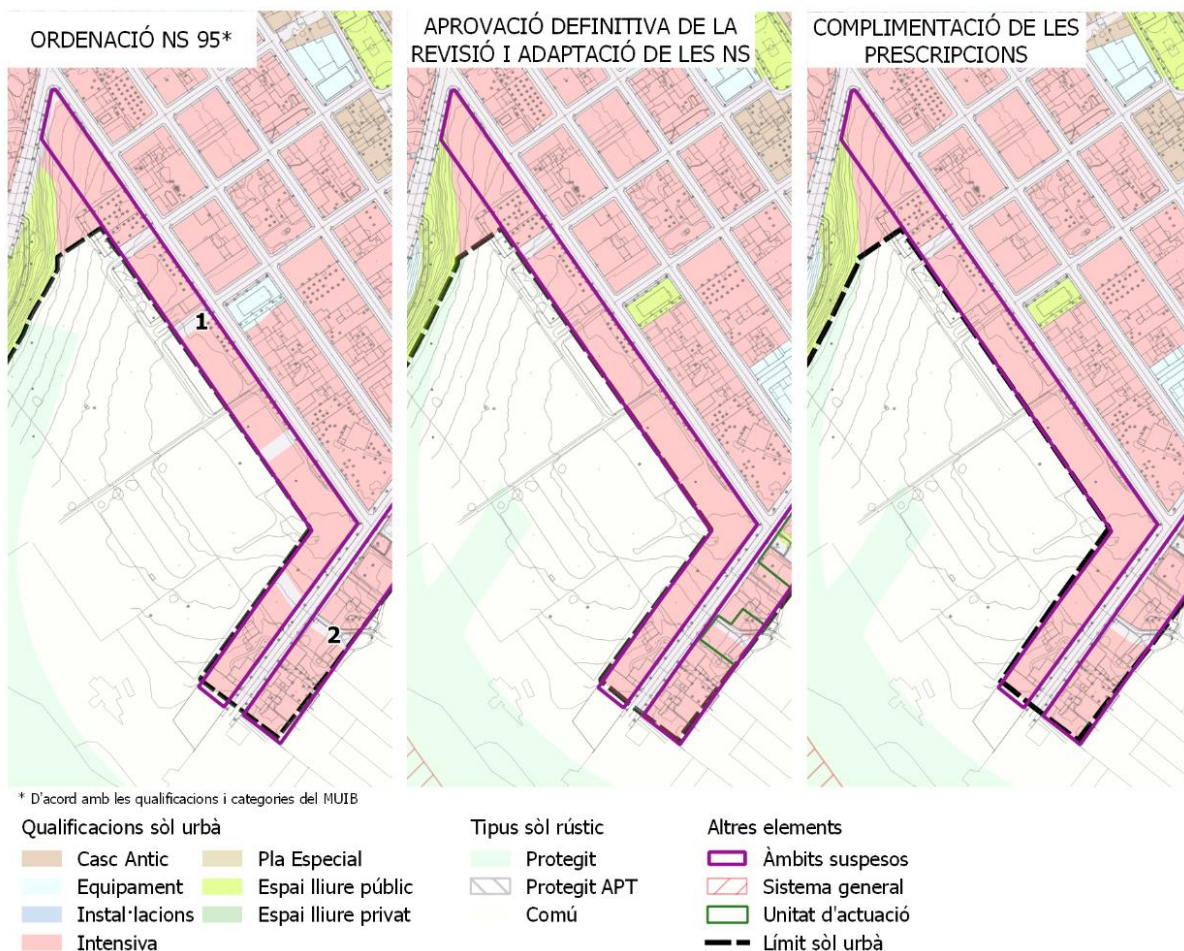 ORDENACIÓ NS 95*
APROVACIÓ DEFINITIVA DE LA
REVISIÓ I ADAPTACIÓ DE LES NS
COMPLIMENTACIÓ DE LES
PRESCRIPCIONS
1
2
* D'acord amb les qualificacions i categories del MUIB
Qualificacions sòl urbà
Casc Antic
Equipament
Instal·lacions
Intensiva
Pla Especial
Espai lliure públic
Espai lliure privat
Tipus sòl rústic
Protegit
Protegit APT
Comú
Altres elements
Àmbits suspesos
Sistema general
Unitat d'actuació
Límit sòl urbà